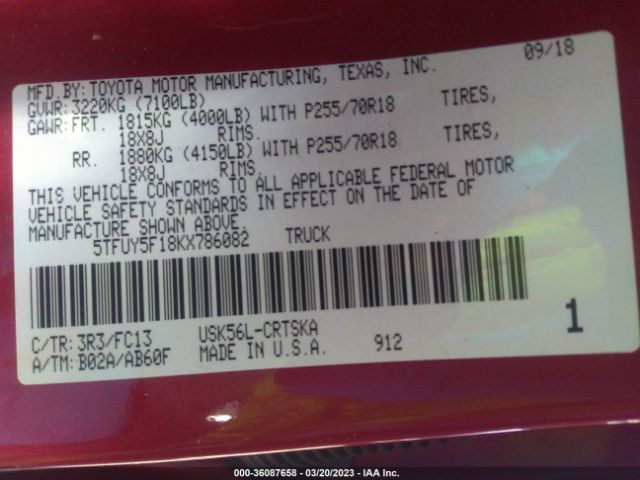 MFD.BY:TOYOTA MOTOR MANUFACTURING, TEXAS, INC. 09/18
GVWR:3220KG (7100LB)
GAWR:FRT. 1815KG (4000LB) WITH P255/70R18 TIRES,
18X8J RIMS.
RR. 1880KG (4150LB) WITH P255/70R18 TIRES,
18X8J RIMS.
THIS VEHICLE CONFORMS TO ALL APPLICABLE FEDERAL MOTOR
VEHICLE SAFETY STANDARDS IN EFFECT ON THE DATE OF
MANUFACTURE SHOWN ABOVE.
5TFUY5F18KX786082 TRUCK
C/TR: 3R3/FC13 USK56L-CRTSKA 1
A/TM: B02A/AB60F MADE IN U.S.A. 912
000-36087658 - 03/20/2023 - IAA Inc.